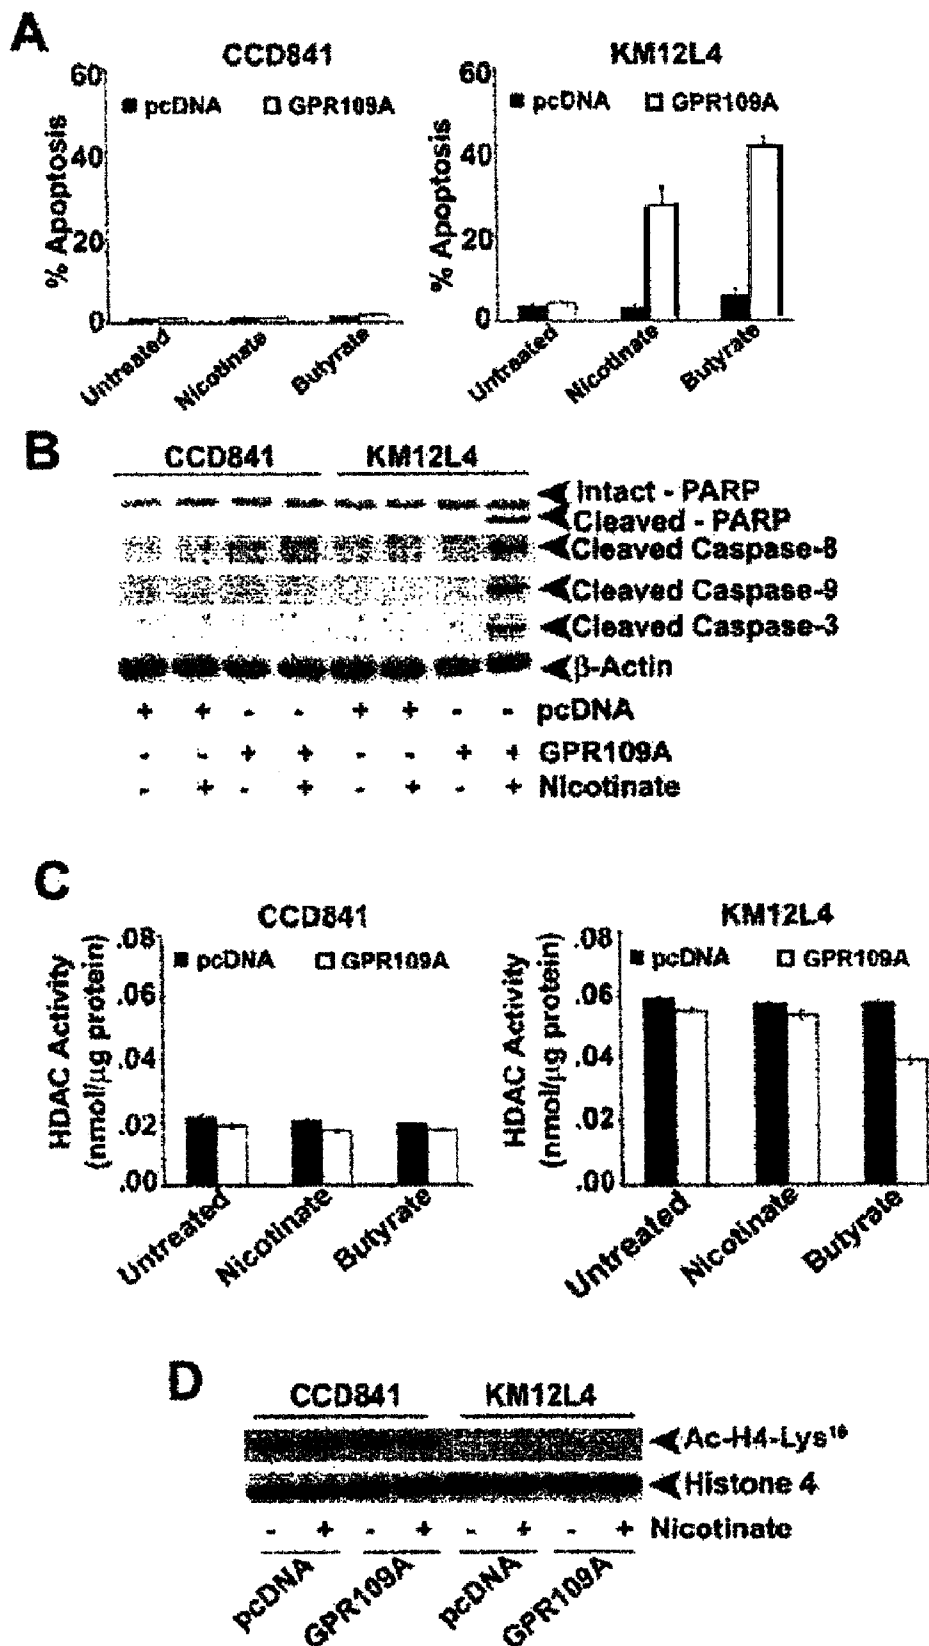 A
CCD841
KM12L4
60
40
20
0
% Apoptosis
pcDNA GPR109A
Untreated Nicotinate Butyrate
60
40
20
0
% Apoptosis
pcDNA GPR109A
Untreated Nicotinate Butyrate
B
CCD841 KM12L4
Intact - PARP
Cleaved - PARP
Cleaved Caspase-8
Cleaved Caspase-9
Cleaved Caspase-3
β-Actin
+ + - - + + - - pcDNA
- - + + - - + + GPR109A
- + - + - + - + Nicotinate
C
CCD841
KM12L4
.08
.06
.04
.02
.00
HDAC Activity
(nmol/µg protein)
pcDNA GPR109A
Untreated Nicotinate Butyrate
.08
.06
.04
.02
.00
HDAC Activity
(nmol/µg protein)
pcDNA GPR109A
Untreated Nicotinate Butyrate
D
CCD841 KM12L4
Ac-H4-Lys¹⁶
Histone 4
- + - + - + - + Nicotinate
pcDNA GPR109A pcDNA GPR109A